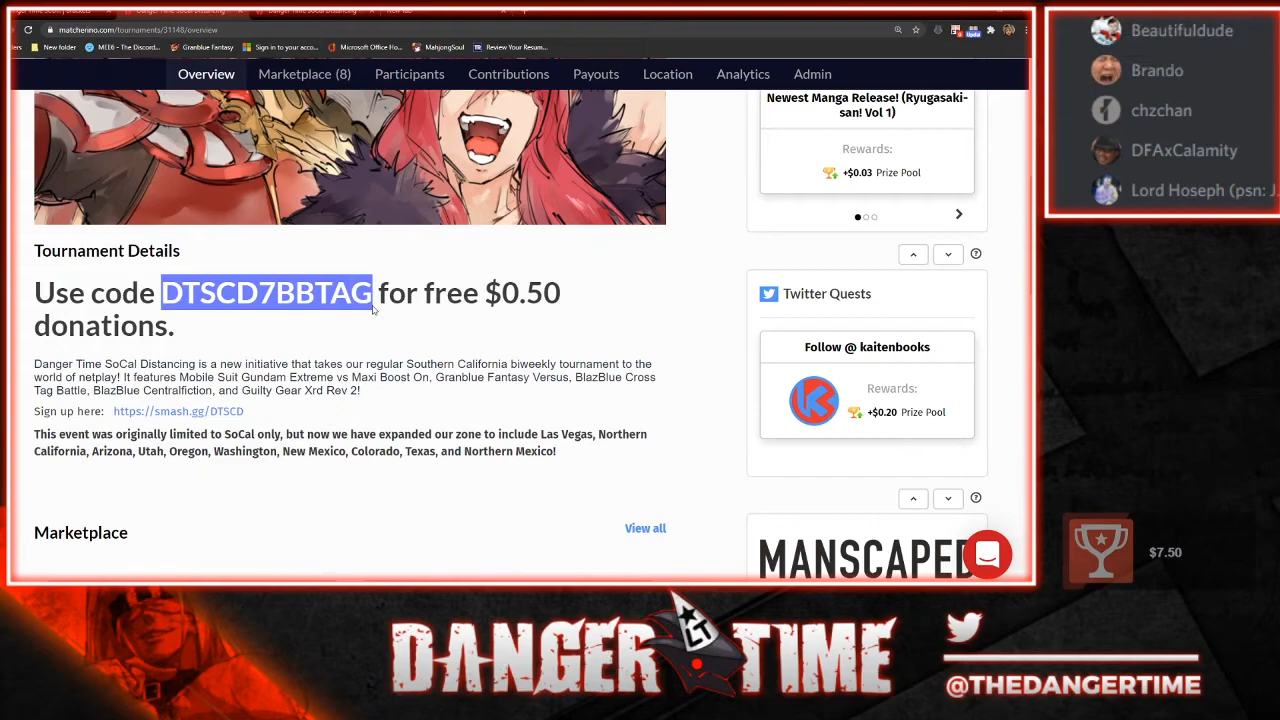 matcherino.com/tournaments/31148/overview
New folder
MEE6 - The Discord...
Granblue Fantasy
Sign in to your acco...
Microsoft Office Ho...
MahjongSoul
Review Your Resum...
Overview
Marketplace (8)
Participants
Contributions
Payouts
Location
Analytics
Admin
Newest Manga Release! (Ryugasaki-
san! Vol 1)
Rewards:
+$0.03 Prize Pool
Tournament Details
Use code DTSCD7BBTAG for free $0.50
donations.
Danger Time SoCal Distancing is a new initiative that takes our regular Southern California biweekly tournament to the
world of netplay! It features Mobile Suit Gundam Extreme vs Maxi Boost On, Granblue Fantasy Versus, BlazBlue Cross
Tag Battle, BlazBlue Centralfiction, and Guilty Gear Xrd Rev 2!
Sign up here: https://smash.gg/DTSCD
This event was originally limited to SoCal only, but now we have expanded our zone to include Las Vegas, Northern
California, Arizona, Utah, Oregon, Washington, New Mexico, Colorado, Texas, and Northern Mexico!
Twitter Quests
Follow @ kaitenbooks
Rewards:
+$0.20 Prize Pool
Marketplace
View all
MANSCAPED
Beautifuldude
Brando
chzchan
DFAxCalamity
Lord Hoseph (psn: J
$7.50
DANGER TIME
LT
@THEDANGERTIME